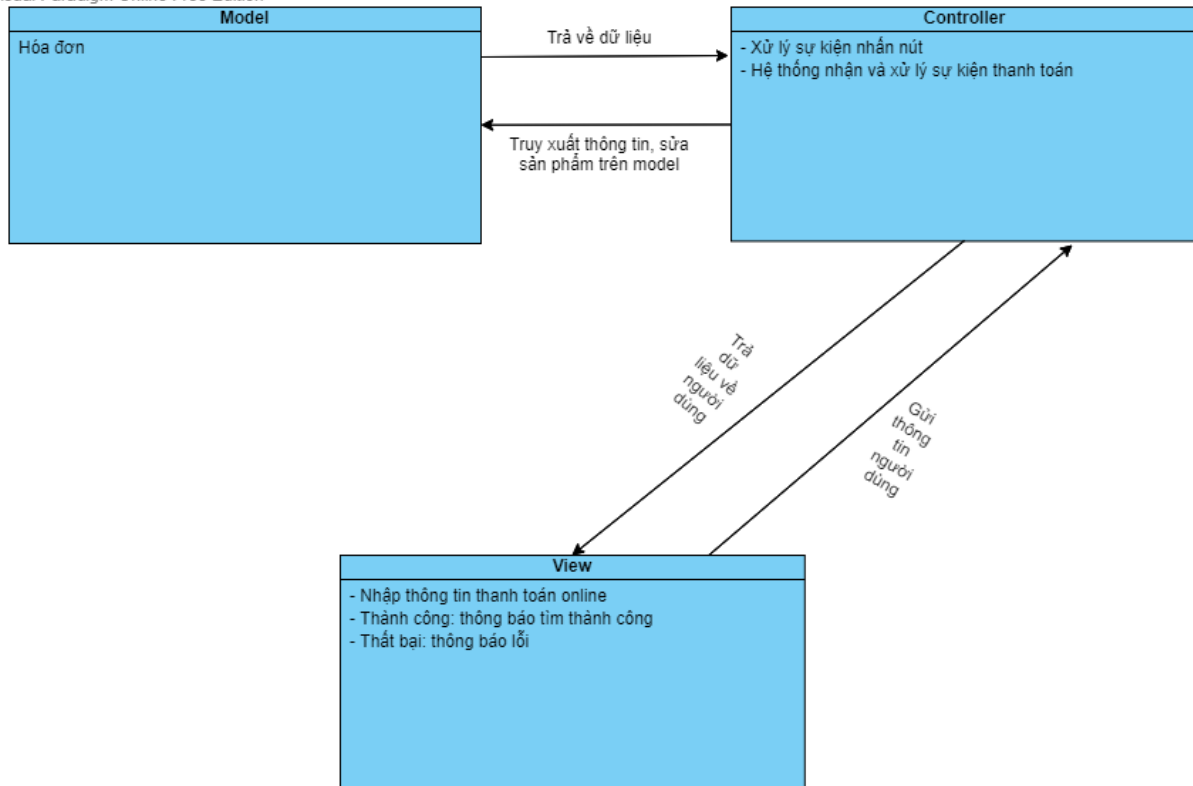 Model
Hóa đơn
Trả về dữ liệu
Controller
- Xử lý sự kiện nhấn nút
- Hệ thống nhận và xử lý sự kiện thanh toán
Truy xuất thông tin, sửa
sản phẩm trên model
Trả
dữ
liệu về
người
dùng
Gửi
thông
tin
người
dùng
View
- Nhập thông tin thanh toán online
- Thành công: thông báo tìm thành công
- Thất bại: thông báo lỗi